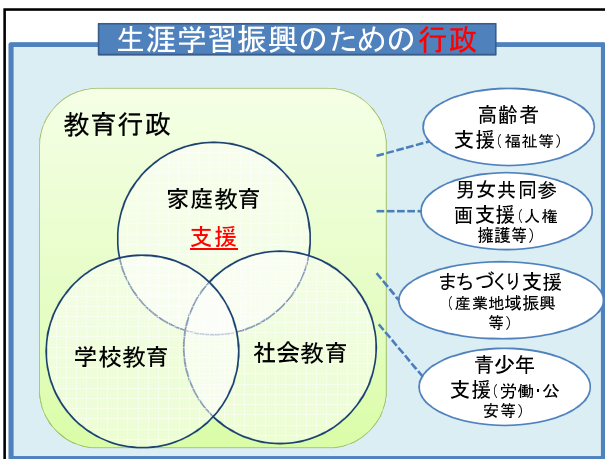 生涯学習振興のための行政
教育行政
家庭教育
支援
学校教育
社会教育
高齢者
支援(福祉等)
男女共同参
画支援(人権
擁護等)
まちづくり支援
(産業地域振興
等)
青少年
支援(労働・公
安等)